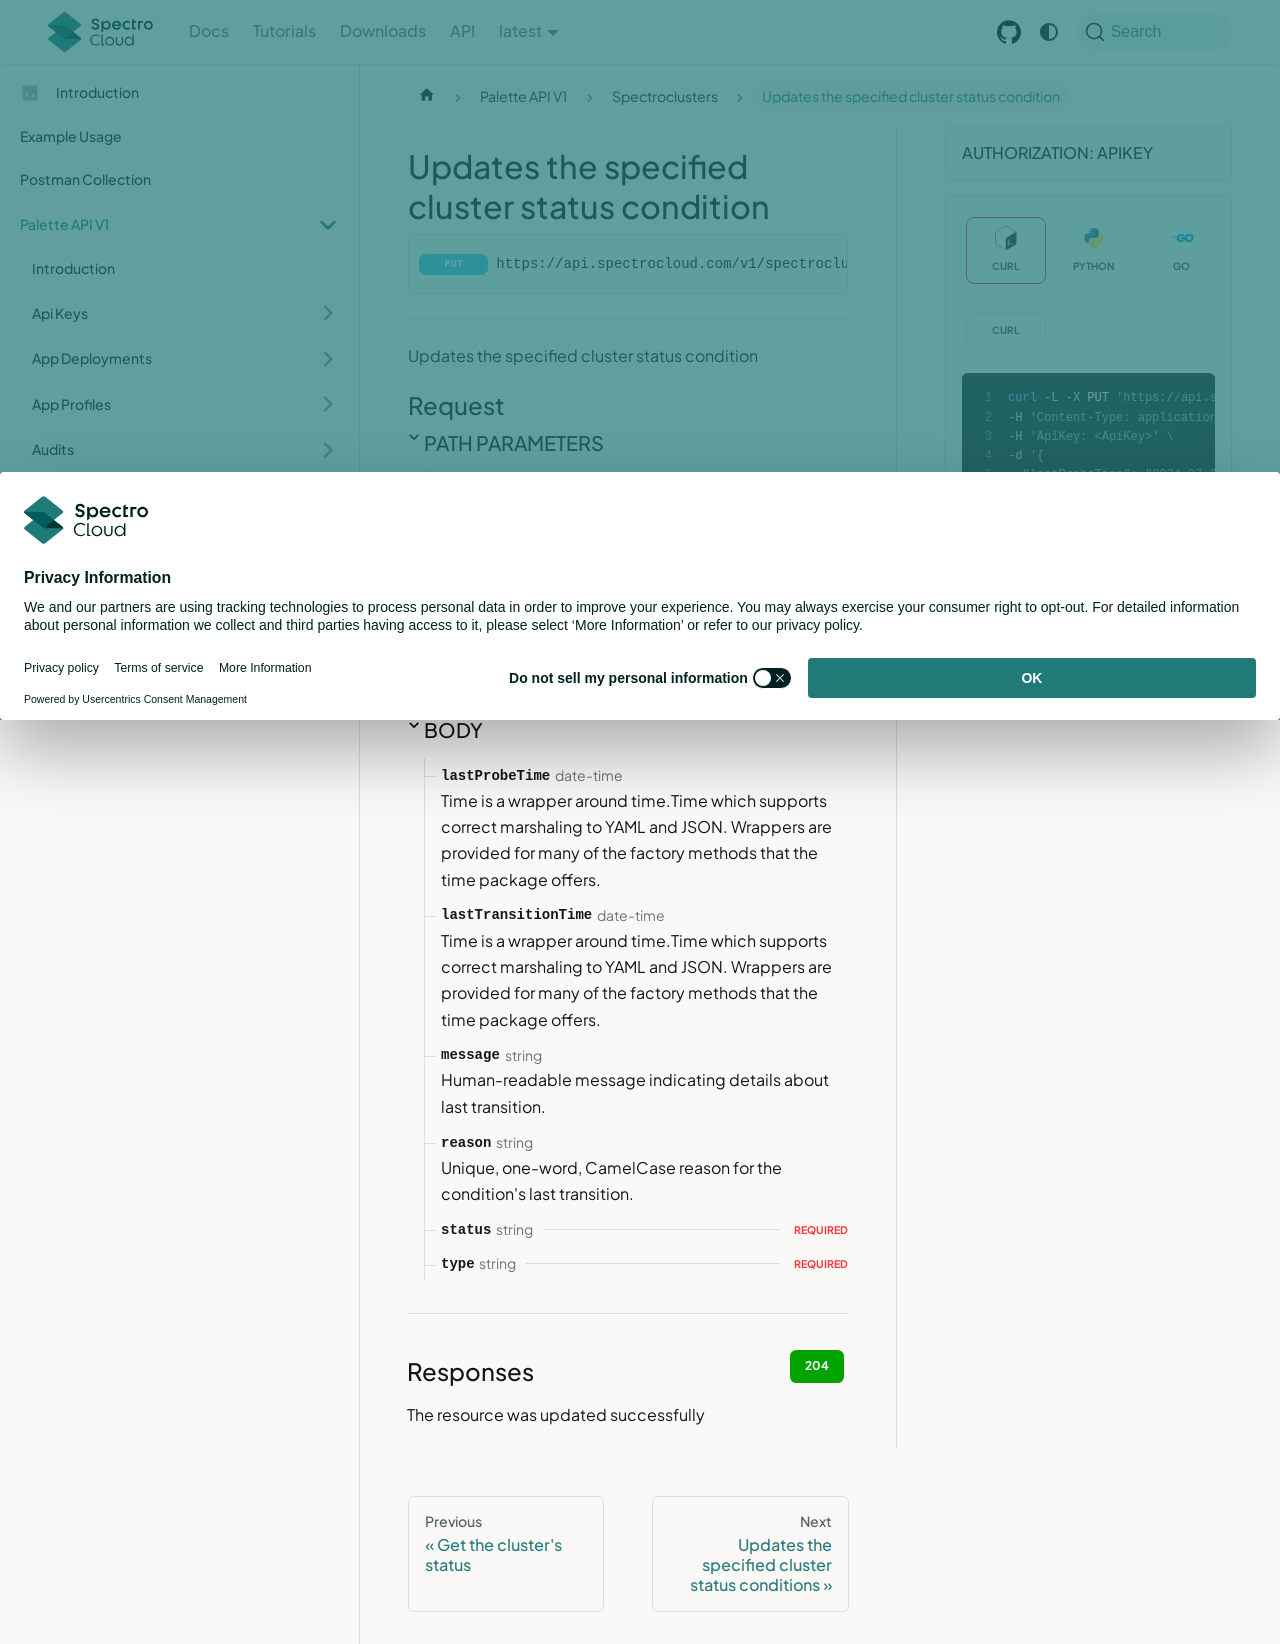 Spectro Cloud
Docs
Tutorials
Downloads
API
latest
Search
Introduction
Example Usage
Postman Collection
Palette API V1
Introduction
Api Keys
App Deployments
App Profiles
Audits
Palette API V1
Spectroclusters
Updates the specified cluster status condition
Updates the specified
cluster status condition
PUT
https://api.spectrocloud.com/v1/spectroclu
Updates the specified cluster status condition
Request
PATH PARAMETERS
AUTHORIZATION: APIKEY
CURL
PYTHON
GO
CURL
1 curl -L -X PUT 'https://api.s
2 -H 'Content-Type: application
3 -H 'ApiKey: <ApiKey>' \
4 -d '{
Spectro Cloud
Privacy Information
We and our partners are using tracking technologies to process personal data in order to improve your experience. You may always exercise your consumer right to opt-out. For detailed information
about personal information we collect and third parties having access to it, please select ‘More Information’ or refer to our privacy policy.
Privacy policy
Terms of service
More Information
Powered by Usercentrics Consent Management
Do not sell my personal information
OK
BODY
lastProbeTime date-time
Time is a wrapper around time.Time which supports
correct marshaling to YAML and JSON. Wrappers are
provided for many of the factory methods that the
time package offers.
lastTransitionTime date-time
Time is a wrapper around time.Time which supports
correct marshaling to YAML and JSON. Wrappers are
provided for many of the factory methods that the
time package offers.
message string
Human-readable message indicating details about
last transition.
reason string
Unique, one-word, CamelCase reason for the
condition's last transition.
status string REQUIRED
type string REQUIRED
Responses
204
The resource was updated successfully
Previous
« Get the cluster's
status
Next
Updates the
specified cluster
status conditions »